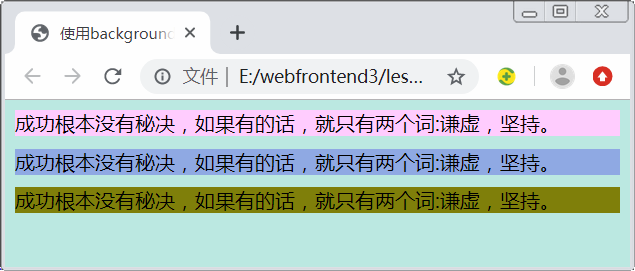 使用background
文件 | E:/webfrontend3/les...
成功根本没有秘决，如果有的话，就只有两个词:谦虚，坚持。
成功根本没有秘决，如果有的话，就只有两个词:谦虚，坚持。
成功根本没有秘决，如果有的话，就只有两个词:谦虚，坚持。